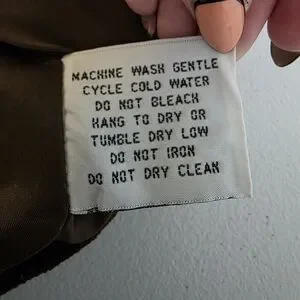 MACHINE WASH GENTLE
CYCLE COLD WATER
DO NOT BLEACH
HANG TO DRY OR
TUMBLE DRY LOW
DO NOT IRON
DO NOT DRY CLEAN